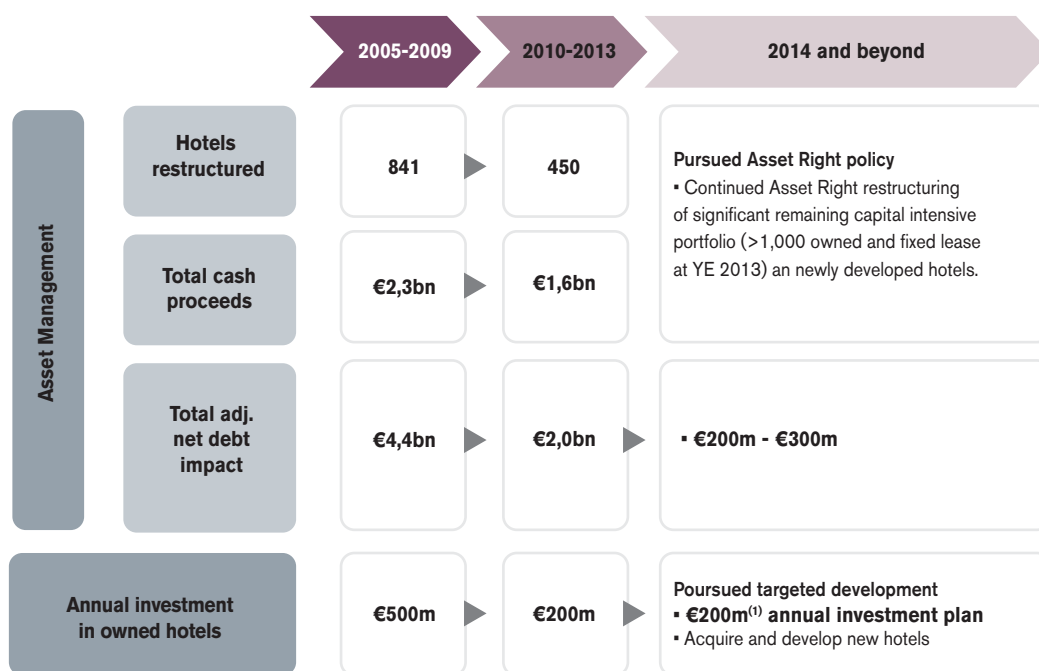 2005-2009
2010-2013
2014 and beyond
Asset Management
Hotels
restructured
841
450
Pursued Asset Right policy
▪ Continued Asset Right restructuring
of significant remaining capital intensive
portfolio (>1,000 owned and fixed lease
at YE 2013) an newly developed hotels.
Total cash
proceeds
€2,3bn
€1,6bn
Total adj.
net debt
impact
€4,4bn
€2,0bn
▪ €200m - €300m
Annual investment
in owned hotels
€500m
€200m
Poursued targeted development
▪ €200m(1) annual investment plan
▪ Acquire and develop new hotels